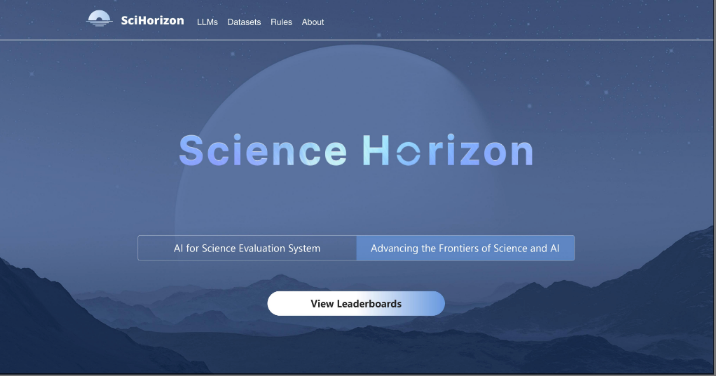 SciHorizon LLMs Datasets Rules About
Science Horizon
AI for Science Evaluation System Advancing the Frontiers of Science and AI
View Leaderboards